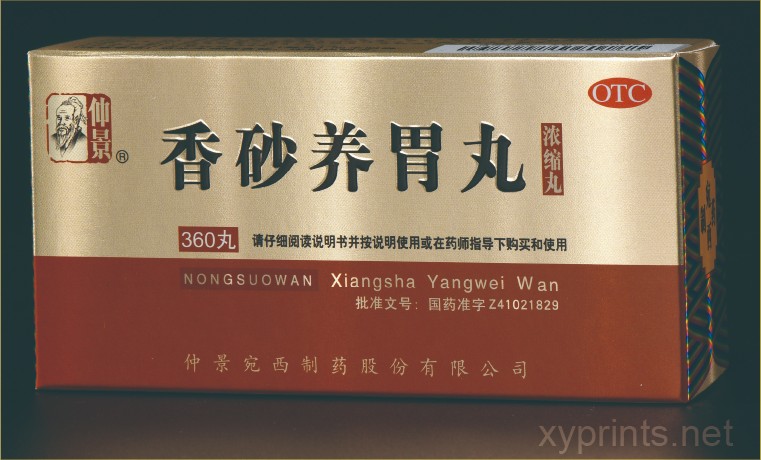 OTC
仲景
®
香砂养胃丸
浓缩丸
360丸 请仔细阅读说明书并按说明使用或在药师指导下购买和使用
NONGSUOWAN Xiangsha Yangwei Wan
批准文号：国药准字Z41021829
仲景宛西制药股份有限公司
xyprints.net